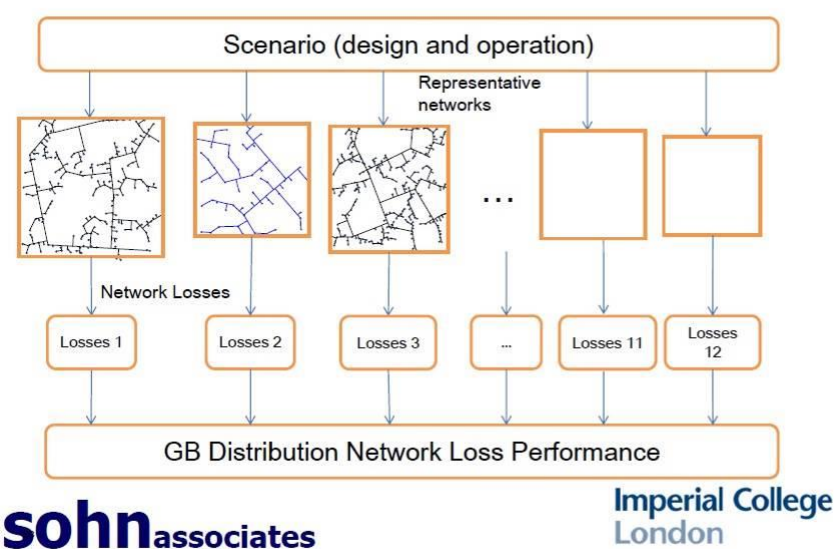 Scenario (design and operation)
Representative
networks
...
Network Losses
Losses 1
Losses 2
Losses 3
...
Losses 11
Losses
12
GB Distribution Network Loss Performance
sohnassociates
Imperial College
London